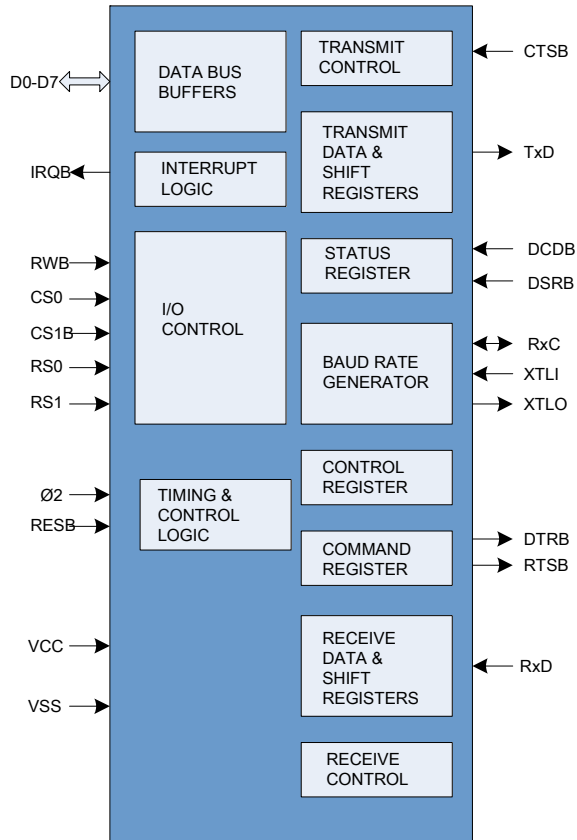 D0-D7
IRQB
RWB
CS0
CS1B
RS0
RS1
Ø2
RESB
VCC
VSS
DATA BUS
BUFFERS
INTERRUPT
LOGIC
I/O
CONTROL
TIMING &
CONTROL
LOGIC
TRANSMIT
CONTROL
TRANSMIT
DATA &
SHIFT
REGISTERS
STATUS
REGISTER
BAUD RATE
GENERATOR
CONTROL
REGISTER
COMMAND
REGISTER
RECEIVE
DATA &
SHIFT
REGISTERS
RECEIVE
CONTROL
CTSB
TxD
DCDB
DSRB
RxC
XTLI
XTLO
DTRB
RTSB
RxD